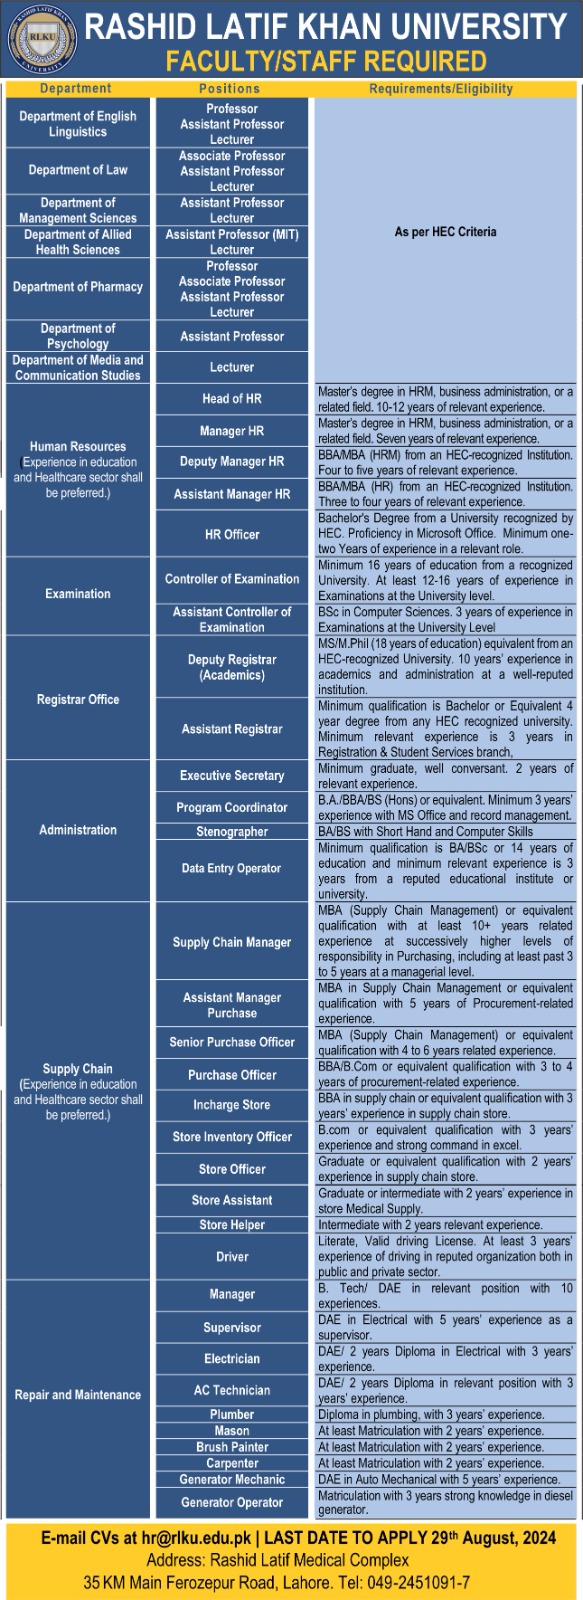 RASHID LATIF KHAN UNIVERSITY
FACULTY/STAFF REQUIRED
RLKU
Department Positions Requirements/Eligibility
Department of English
Linguistics
Professor
Assistant Professor
Lecturer
Department of Law
Associate Professor
Assistant Professor
Lecturer
Department of
Management Sciences
Assistant Professor
Lecturer
Department of Allied
Health Sciences
Assistant Professor (MIT)
Lecturer
Department of Pharmacy
Professor
Associate Professor
Assistant Professor
Lecturer
Department of
Psychology
Assistant Professor
Department of Media and
Communication Studies
Lecturer
As per HEC Criteria
Human Resources
(Experience in education
and Healthcare sector shall
be preferred.)
Head of HR
Master's degree in HRM, business administration, or a
related field. 10-12 years of relevant experience.
Manager HR
Master's degree in HRM, business administration, or a
related field. Seven years of relevant experience.
Deputy Manager HR
BBA/MBA (HRM) from an HEC-recognized Institution.
Four to five years of relevant experience.
Assistant Manager HR
BBA/MBA (HR) from an HEC-recognized Institution.
Three to four years of relevant experience.
HR Officer
Bachelor's Degree from a University recognized by
HEC. Proficiency in Microsoft Office. Minimum one-
two Years of experience in a relevant role.
Examination
Controller of Examination
Minimum 16 years of education from a recognized
University. At least 12-16 years of experience in
Examinations at the University level.
Assistant Controller of
Examination
BSc in Computer Sciences. 3 years of experience in
Examinations at the University Level
Registrar Office
Deputy Registrar
(Academics)
MS/M.Phil (18 years of education) equivalent from an
HEC-recognized University. 10 years' experience in
academics and administration at a well-reputed
institution.
Assistant Registrar
Minimum qualification is Bachelor or Equivalent 4
year degree from any HEC recognized university.
Minimum relevant experience is 3 years in
Registration & Student Services branch,
Administration
Executive Secretary
Minimum graduate, well conversant. 2 years of
relevant experience.
Program Coordinator
B.A./BBA/BS (Hons) or equivalent. Minimum 3 years'
experience with MS Office and record management.
Stenographer
BA/BS with Short Hand and Computer Skills
Data Entry Operator
Minimum qualification is BA/BSc or 14 years of
education and minimum relevant experience is 3
years from a reputed educational institute or
university.
Supply Chain
(Experience in education
and Healthcare sector shall
be preferred.)
Supply Chain Manager
MBA (Supply Chain Management) or equivalent
qualification with at least 10+ years related
experience at successively higher levels of
responsibility in Purchasing, including at least past 3
to 5 years at a managerial level.
Assistant Manager
Purchase
MBA in Supply Chain Management or equivalent
qualification with 5 years of Procurement-related
experience.
Senior Purchase Officer
MBA (Supply Chain Management) or equivalent
qualification with 4 to 6 years related experience.
Purchase Officer
BBA/B.Com or equivalent qualification with 3 to 4
years of procurement-related experience.
Incharge Store
BBA in supply chain or equivalent qualification with 3
years' experience in supply chain store.
Store Inventory Officer
B.com or equivalent qualification with 3 years'
experience and strong command in excel.
Store Officer
Graduate or equivalent qualification with 2 years'
experience in supply chain store.
Store Assistant
Graduate or intermediate with 2 years' experience in
store Medical Supply.
Store Helper
Intermediate with 2 years relevant experience.
Driver
Literate, Valid driving License. At least 3 years'
experience of driving in reputed organization both in
public and private sector.
Repair and Maintenance
Manager
B. Tech/ DAE in relevant position with 10
experiences.
Supervisor
DAE in Electrical with 5 years' experience as a
supervisor.
Electrician
DAE/ 2 years Diploma in Electrical with 3 years'
experience.
AC Technician
DAE/ 2 years Diploma in relevant position with 3
years' experience.
Plumber
Diploma in plumbing, with 3 years' experience.
Mason
At least Matriculation with 2 years' experience.
Brush Painter
At least Matriculation with 2 years' experience.
Carpenter
At least Matriculation with 2 years' experience.
Generator Mechanic
DAE in Auto Mechanical with 5 years' experience.
Generator Operator
Matriculation with 3 years strong knowledge in diesel
generator.
E-mail CVs at hr@rlku.edu.pk | LAST DATE TO APPLY 29th August, 2024
Address: Rashid Latif Medical Complex
35 KM Main Ferozepur Road, Lahore. Tel: 049-2451091-7